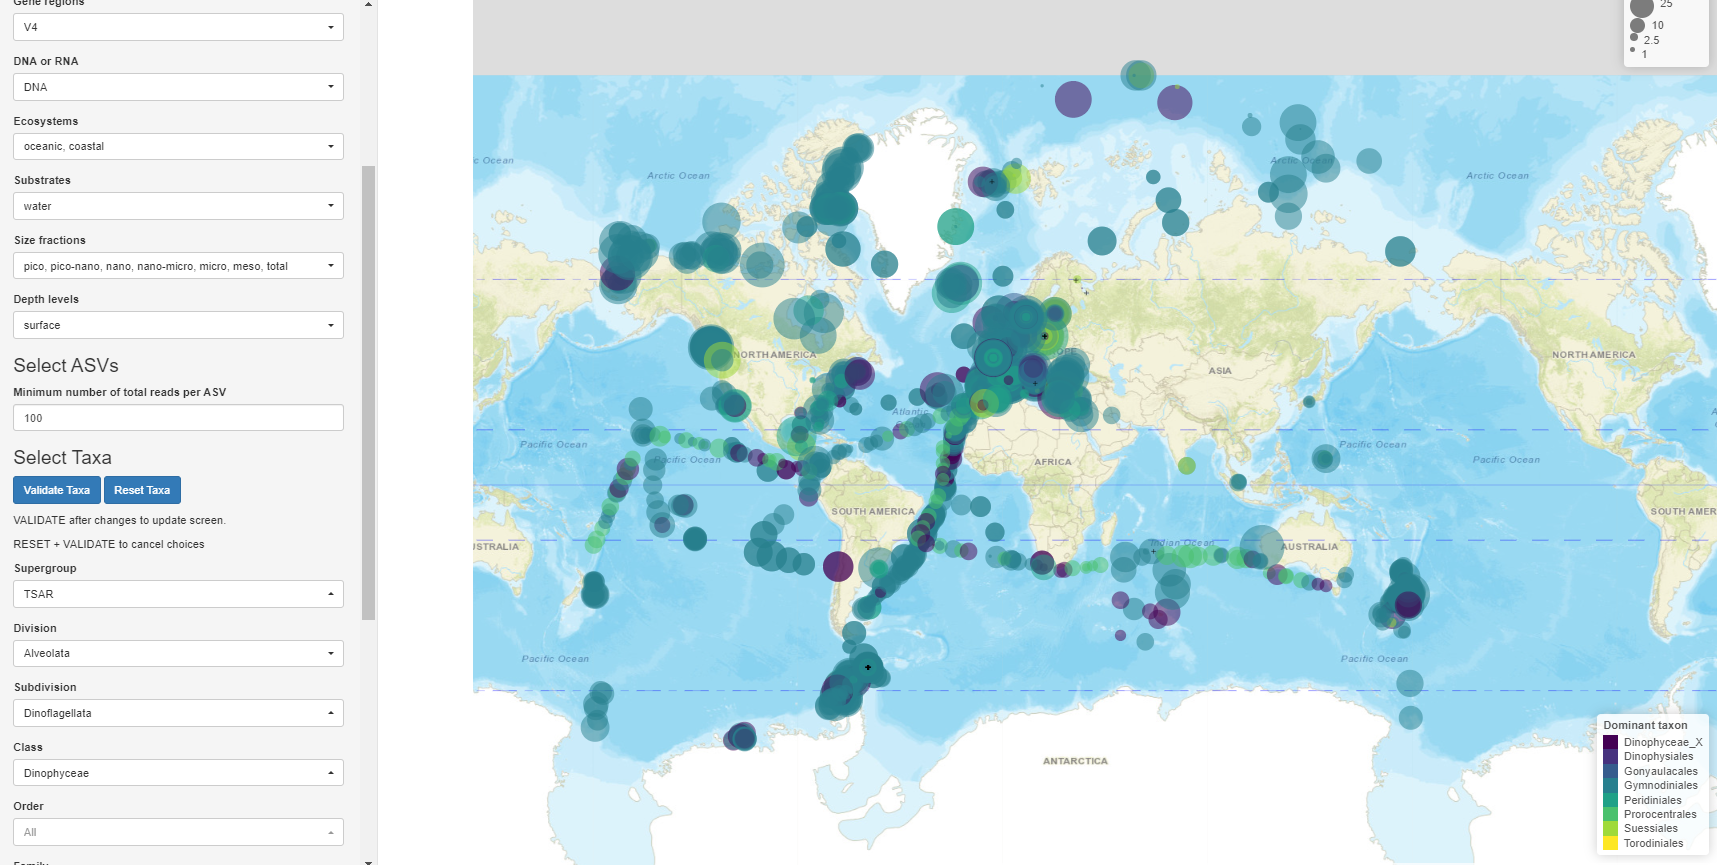 Gene regions
V4
DNA or RNA
DNA
Ecosystems
oceanic, coastal
Substrates
water
Size fractions
pico, pico-nano, nano, nano-micro, micro, meso, total
Depth levels
surface
Select ASVs
Minimum number of total reads per ASV
100
Select Taxa
Validate Taxa
Reset Taxa
VALIDATE after changes to update screen.
RESET + VALIDATE to cancel choices
Supergroup
TSAR
Division
Alveolata
Subdivision
Dinoflagellata
Class
Dinophyceae
Order
All
25
10
2.5
1
c Ocean
Arctic Ocean
Arctic Ocean
Arctic Ocean
NORTH AMERICA
NORTH AMERICA
ASIA
Atlantic
Pacific Ocean
Pacific Ocean
Pacific Ocean
Pacific Ocean
AFRICA
SOUTH AMERICA
SOUTH AMER
USTRALIA
Indian Ocean
AUSTRALIA
Pacific Ocean
Pacific Ocean
ANTARCTICA
Dominant taxon
Dinophyceae_X
Dinophysiales
Gonyaulacales
Gymnodiniales
Peridiniales
Prorocentrales
Suessiales
Torodiniales